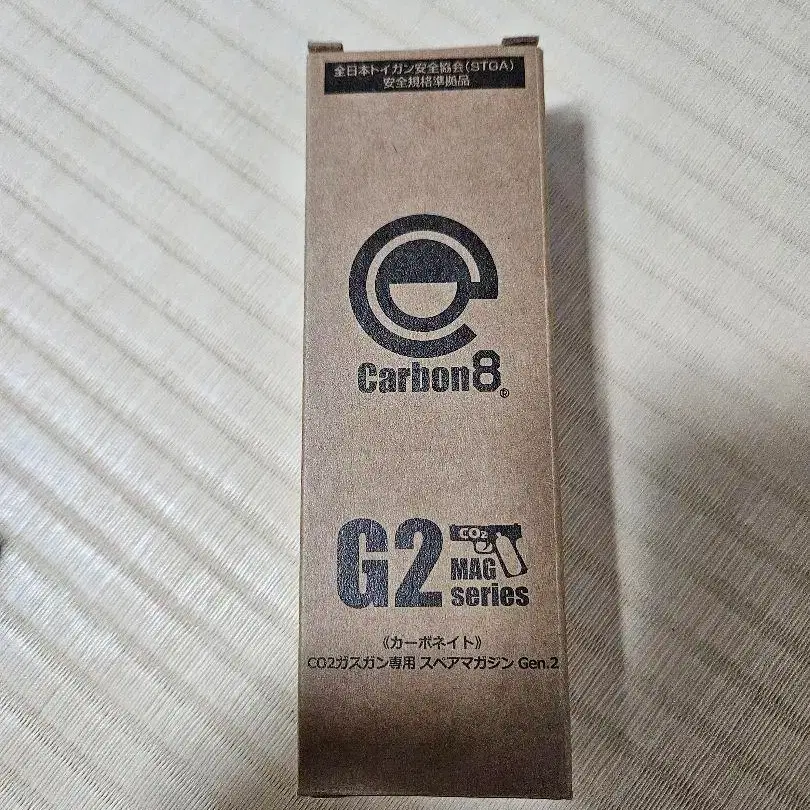 全日本トイガン安全協会(STGA)
安全規格準拠品
Carbon8®
G2
CO2
MAG
series
《カーボネイト》
CO2ガスガン専用 スペアマガジン Gen.2